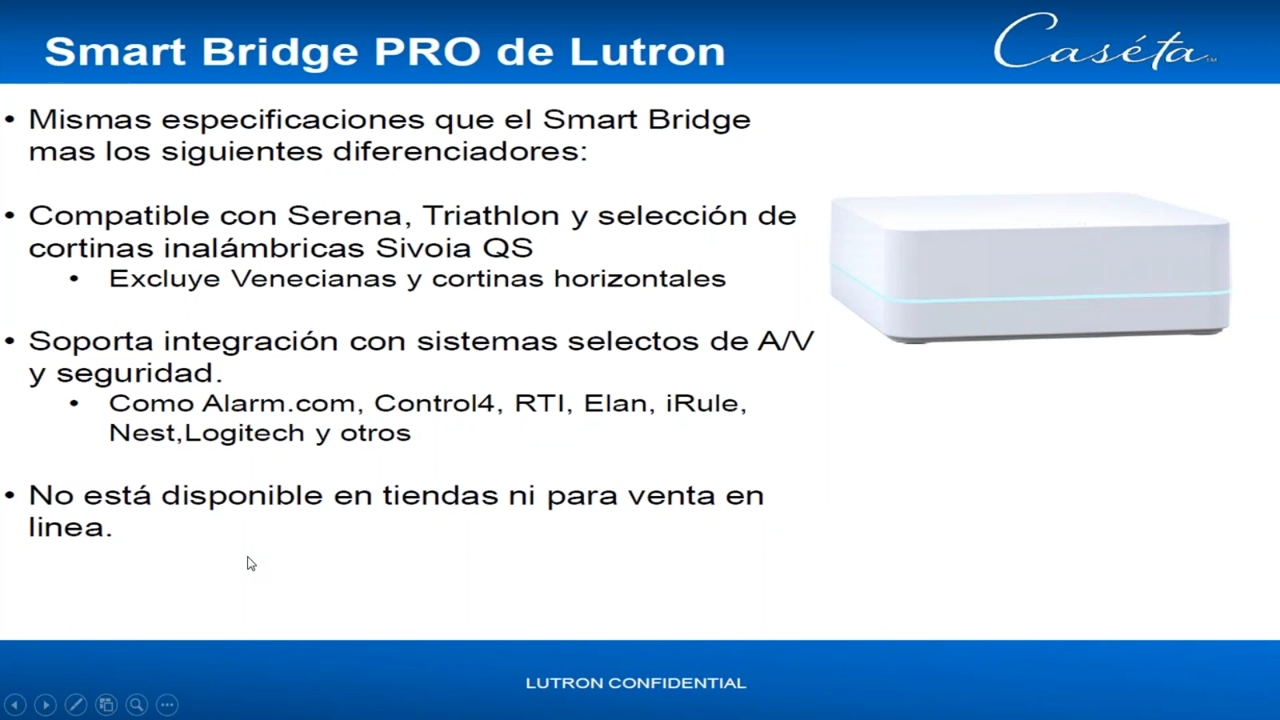 Smart Bridge PRO de Lutron
Caséta TM
• Mismas especificaciones que el Smart Bridge
mas los siguientes diferenciadores:
• Compatible con Serena, Triathlon y selección de
cortinas inalámbricas Sivoia QS
• Excluye Venecianas y cortinas horizontales
• Soporta integración con sistemas selectos de A/V
y seguridad.
• Como Alarm.com, Control4, RTI, Elan, iRule,
Nest,Logitech y otros
• No está disponible en tiendas ni para venta en
linea.
LUTRON CONFIDENTIAL